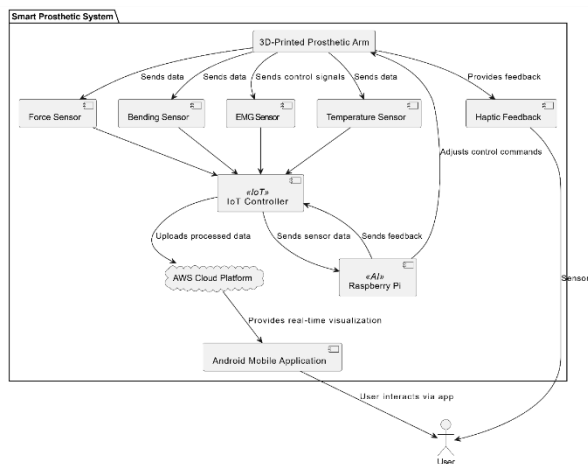 Smart Prosthetic System
3D-Printed Prosthetic Arm
Sends data
Sends data
Sends control signals
Sends data
Provides feedback
Force Sensor
Bending Sensor
EMG Sensor
Temperature Sensor
Haptic Feedback
Adjusts control commands
«IoT»
IoT Controller
Uploads processed data
Sends sensor data
Sends feedback
AWS Cloud Platform
«AI»
Raspberry Pi
Sensor
Provides real-time visualization
Android Mobile Application
User interacts via app
User